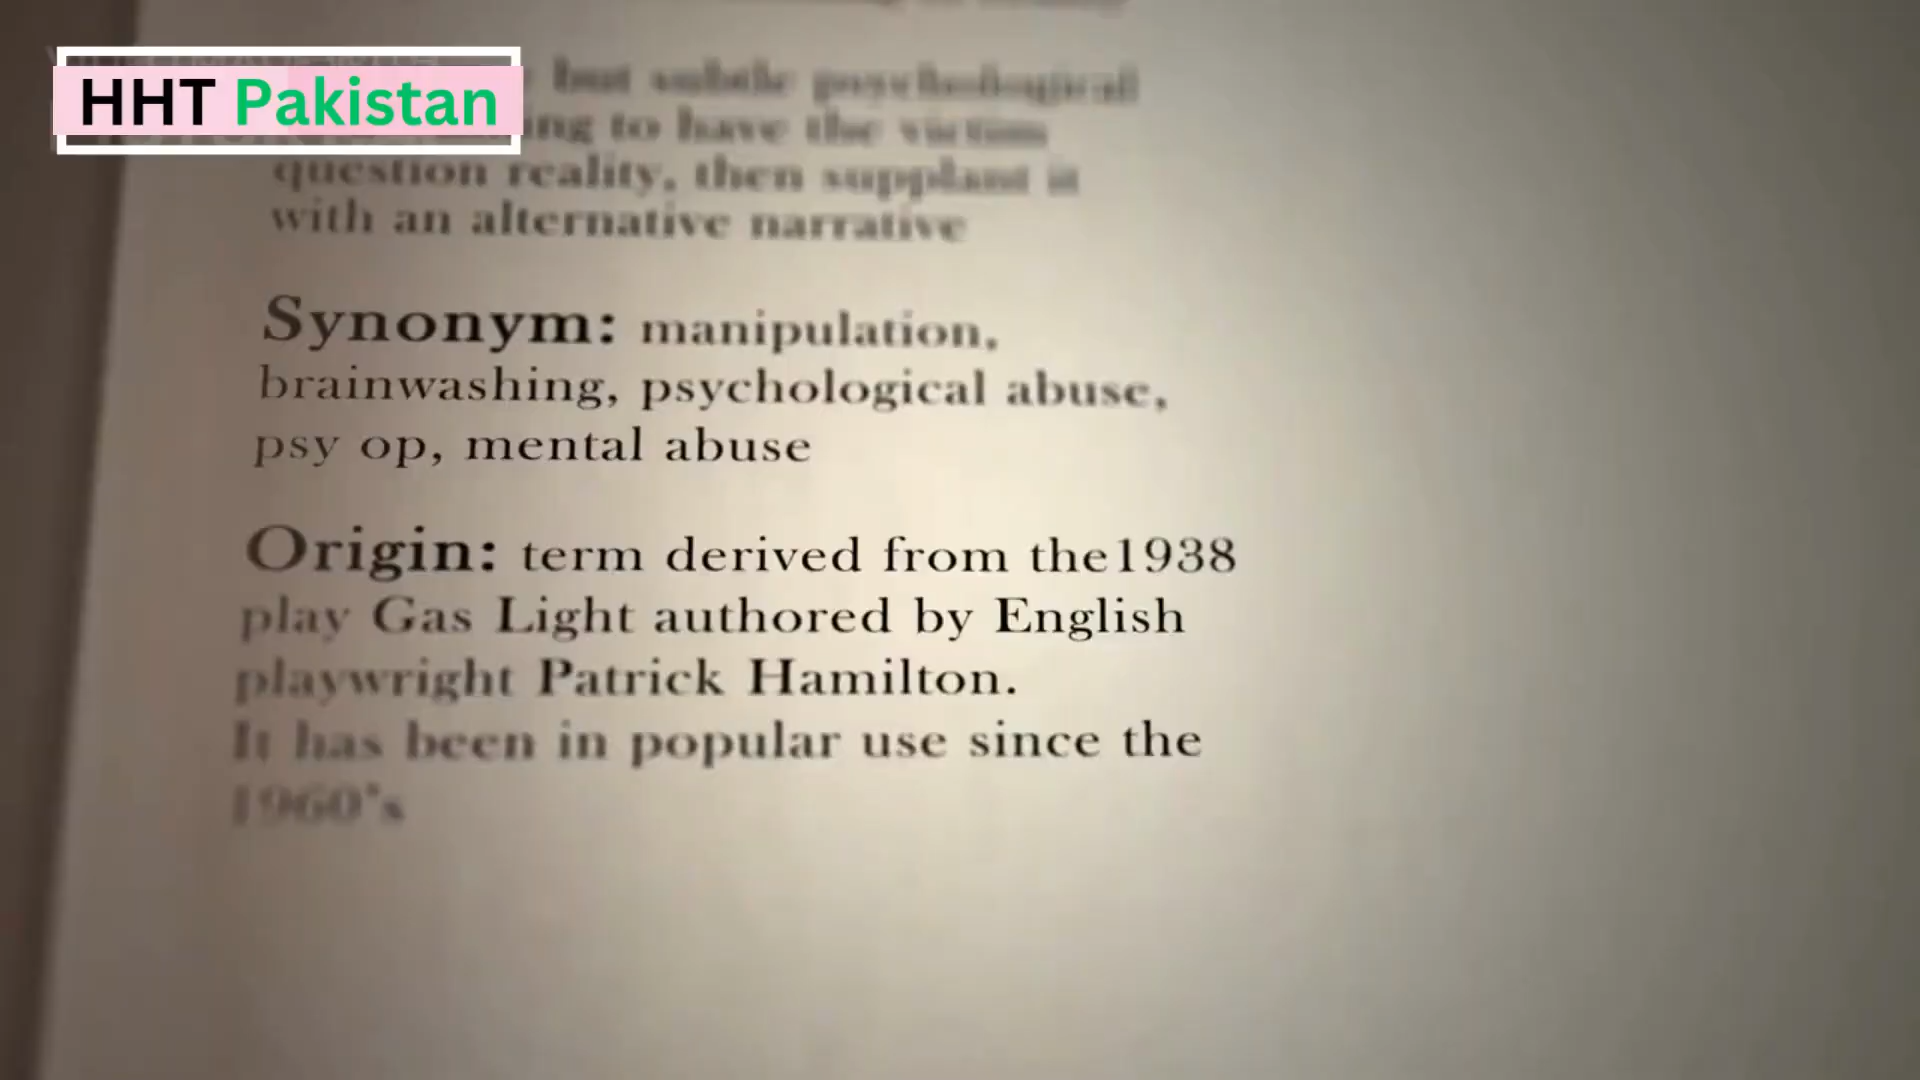 HHT Pakistan
but subtle psychological
ing to have the victim
question reality, then supplant it
with an alternative narrative
Synonym: manipulation,
brainwashing, psychological abuse,
psy op, mental abuse
Origin: term derived from the1938
play Gas Light authored by English
playwright Patrick Hamilton.
It has been in popular use since the
1960's